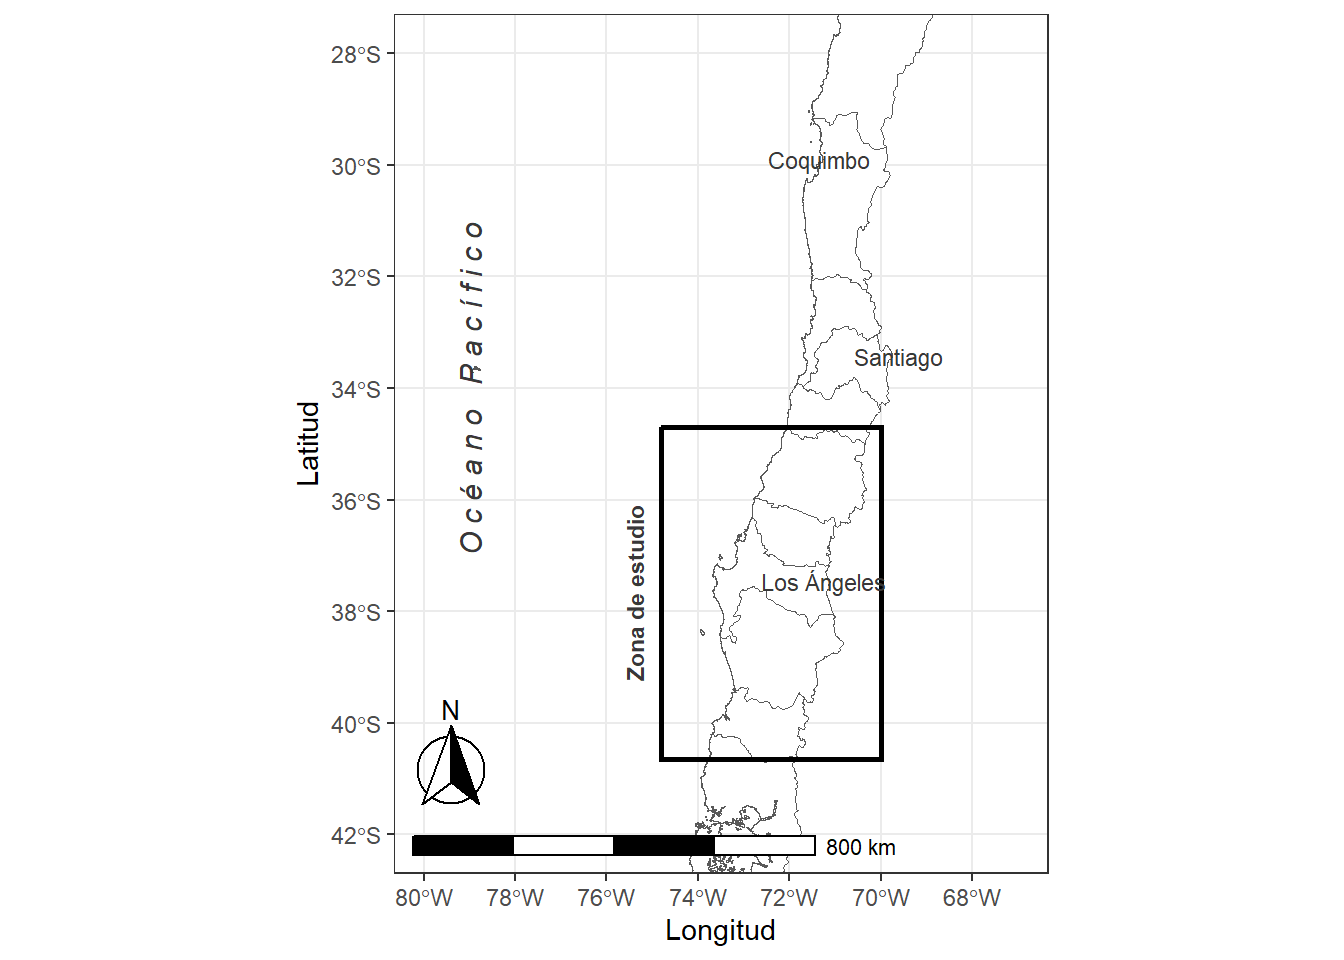 28°S
30°S
32°S
34°S
36°S
38°S
40°S
42°S
Latitud
Océano Pacífico
Coquimbo
Santiago
Zona de estudio
Los Ángeles
N
800 km
80°W
78°W
76°W
74°W
72°W
70°W
68°W
Longitud